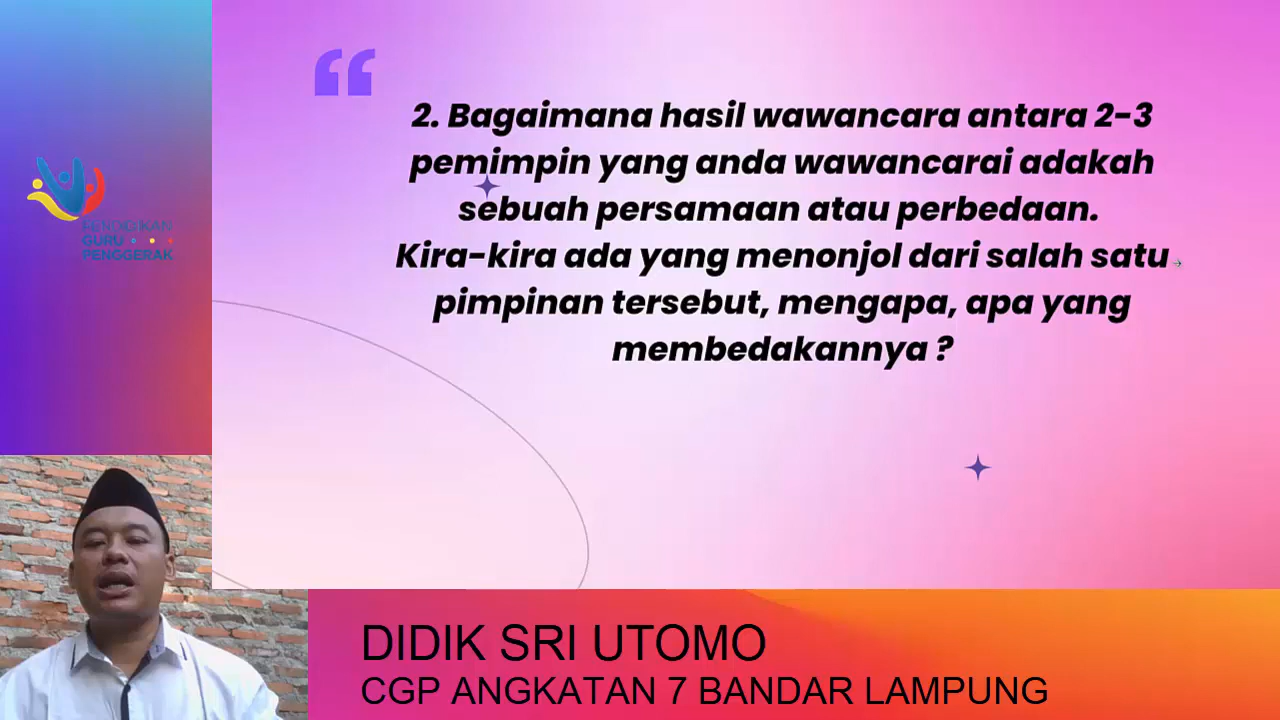 PENDIDIKAN
GURU
PENGGERAK
2. Bagaimana hasil wawancara antara 2-3
pemimpin yang anda wawancarai adakah
sebuah persamaan atau perbedaan.
Kira-kira ada yang menonjol dari salah satu
pimpinan tersebut, mengapa, apa yang
membedakannya ?
DIDIK SRI UTOMO
CGP ANGKATAN 7 BANDAR LAMPUNG